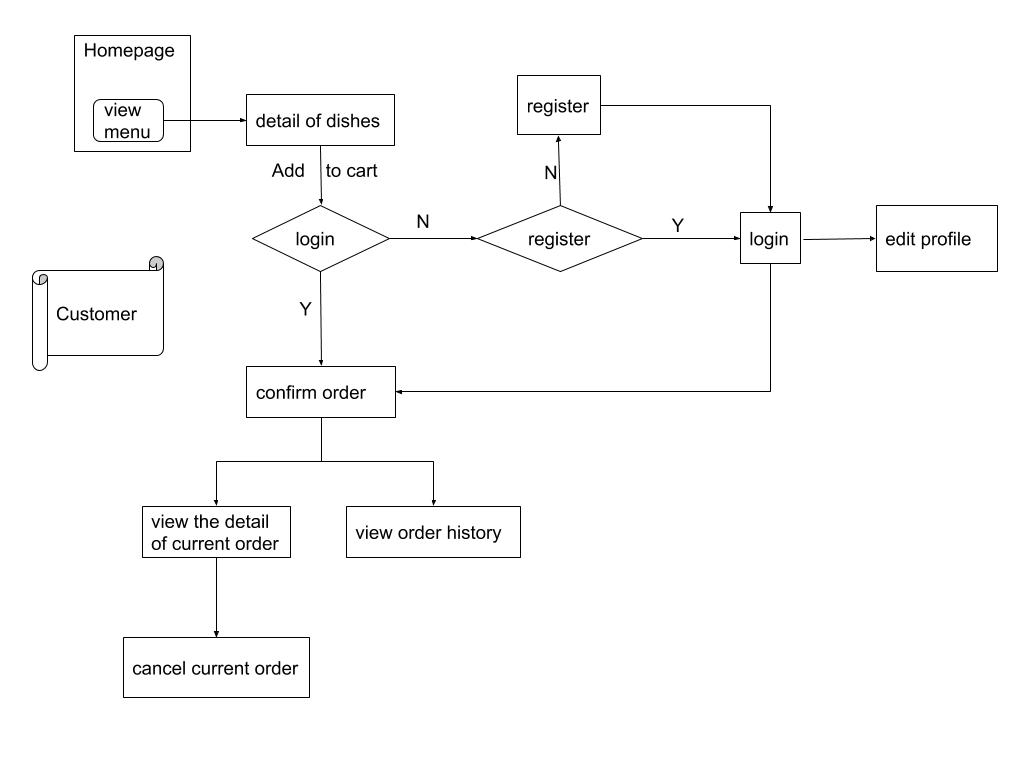 Homepage
view
menu
detail of dishes
register
Add to cart
N
login
N
register
Y
login
edit profile
Customer
Y
confirm order
view the detail
of current order
view order history
cancel current order